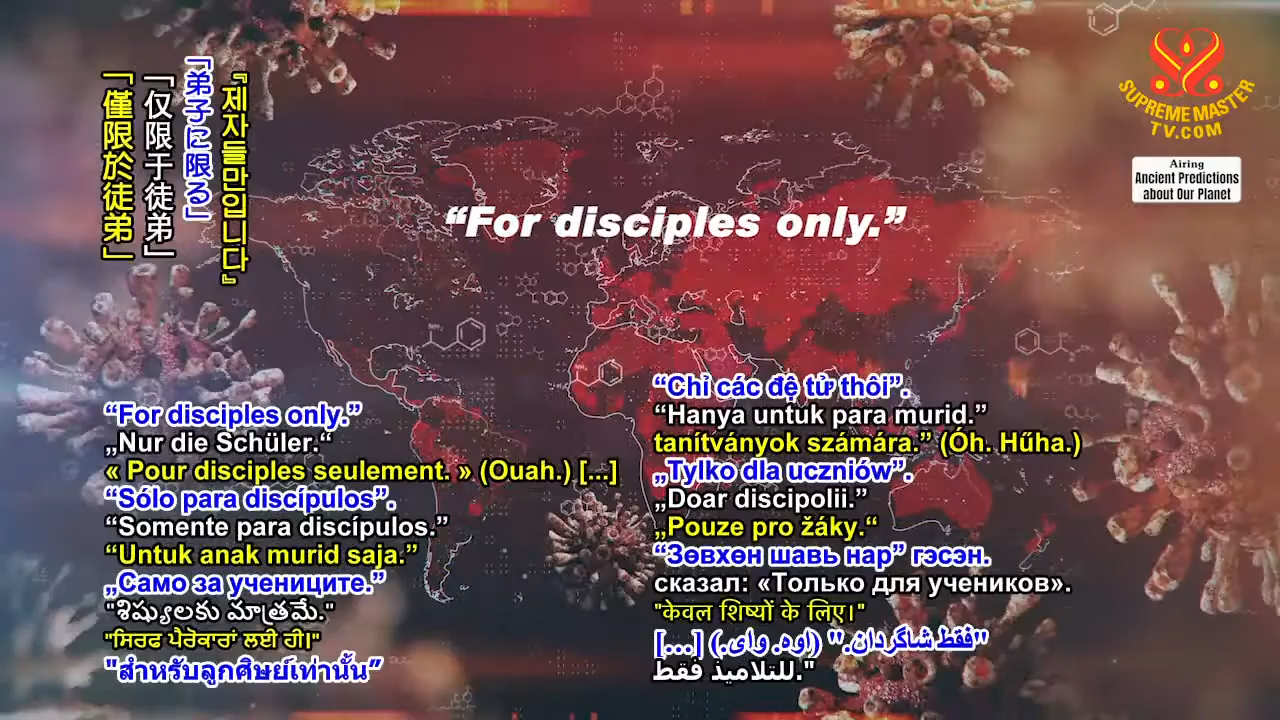 『제자들만입니다』
「弟子に限る」
「仅限于徒弟」
「僅限於徒弟」
SUPREME MASTER
TV.COM
Airing
Ancient Predictions
about Our Planet
“For disciples only.”
“For disciples only.”
„Nur die Schüler.“
« Pour disciples seulement. » (Ouah.) [...]
“Sólo para discípulos”.
“Somente para discípulos.”
“Untuk anak murid saja.”
„Само за учениците.”
"శిష్యులకు మాత్రమే."
"ਸਿਰਫ ਪੈਰੋਕਾਰਾਂ ਲਈ ਹੀ।"
"สำหรับลูกศิษย์เท่านั้น”
“Chỉ các đệ tử thôi”.
“Hanya untuk para murid.”
tanítványok számára.” (Óh. Hűha.)
„Tylko dla uczniów”.
„Doar discipolii.”
„Pouze pro žáky.“
“Зөвхөн шавь нар” гэсэн.
сказал: «Только для учеников».
"केवल शिष्यों के लिए।"
"فقط شاگردان." (اوه. وای.) [...]
للتلاميذ فقط."